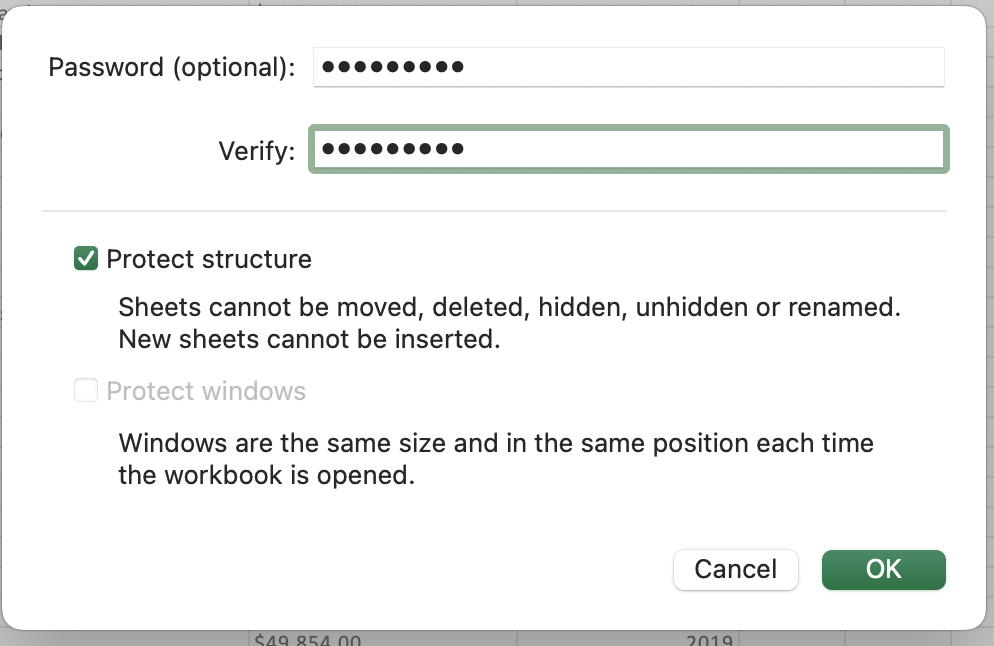 Password (optional): •••••••••
Verify: •••••••••
Protect structure
Sheets cannot be moved, deleted, hidden, unhidden or renamed.
New sheets cannot be inserted.
Protect windows
Windows are the same size and in the same position each time
the workbook is opened.
Cancel OK
$49,854.00 2019